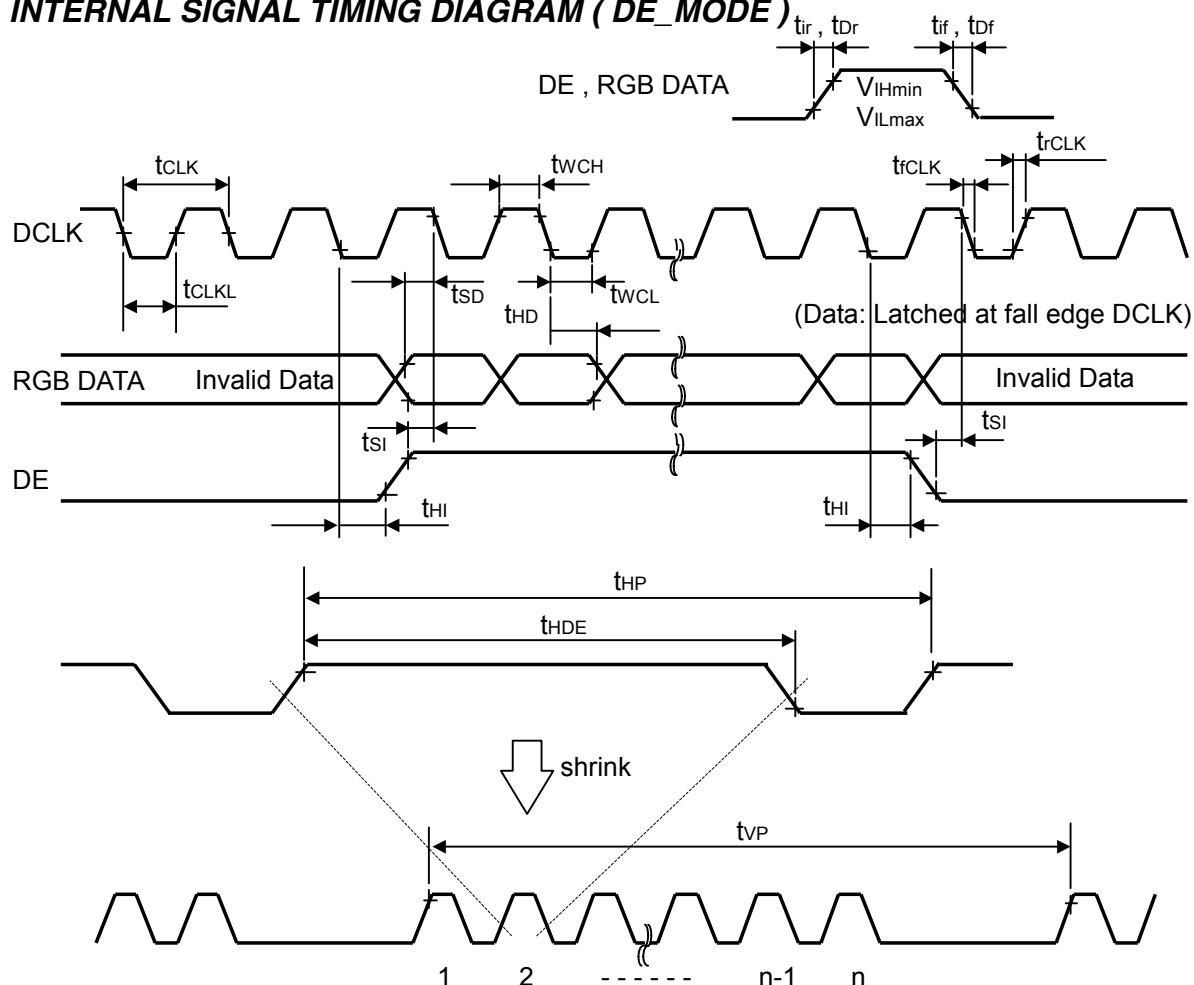 INTERNAL SIGNAL TIMING DIAGRAM ( DE_MODE )
tir , tDr
tif , tDf
DE , RGB DATA
VIHmin
VILmax
tCLK
tWCH
tfCLK
trCLK
DCLK
tCLKL
tSD
tWCL
tHD
(Data: Latched at fall edge DCLK)
RGB DATA
Invalid Data
Invalid Data
tSI
tSI
DE
tHI
tHI
tHP
tHDE
shrink
tVP
1 2 - - - - - - n-1 n